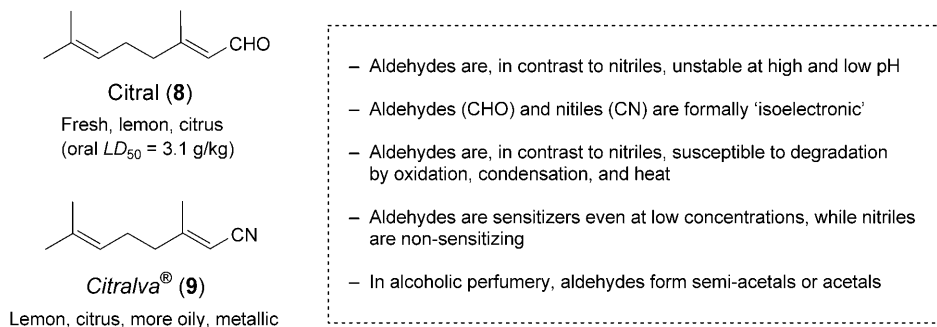 CHO
Citral (8)
Fresh, lemon, citrus
(oral LD50 = 3.1 g/kg)
CN
Citralva® (9)
Lemon, citrus, more oily, metallic
– Aldehydes are, in contrast to nitriles, unstable at high and low pH
– Aldehydes (CHO) and nitiles (CN) are formally ‘isoelectronic’
– Aldehydes are, in contrast to nitriles, susceptible to degradation
by oxidation, condensation, and heat
– Aldehydes are sensitizers even at low concentrations, while nitriles
are non-sensitizing
– In alcoholic perfumery, aldehydes form semi-acetals or acetals